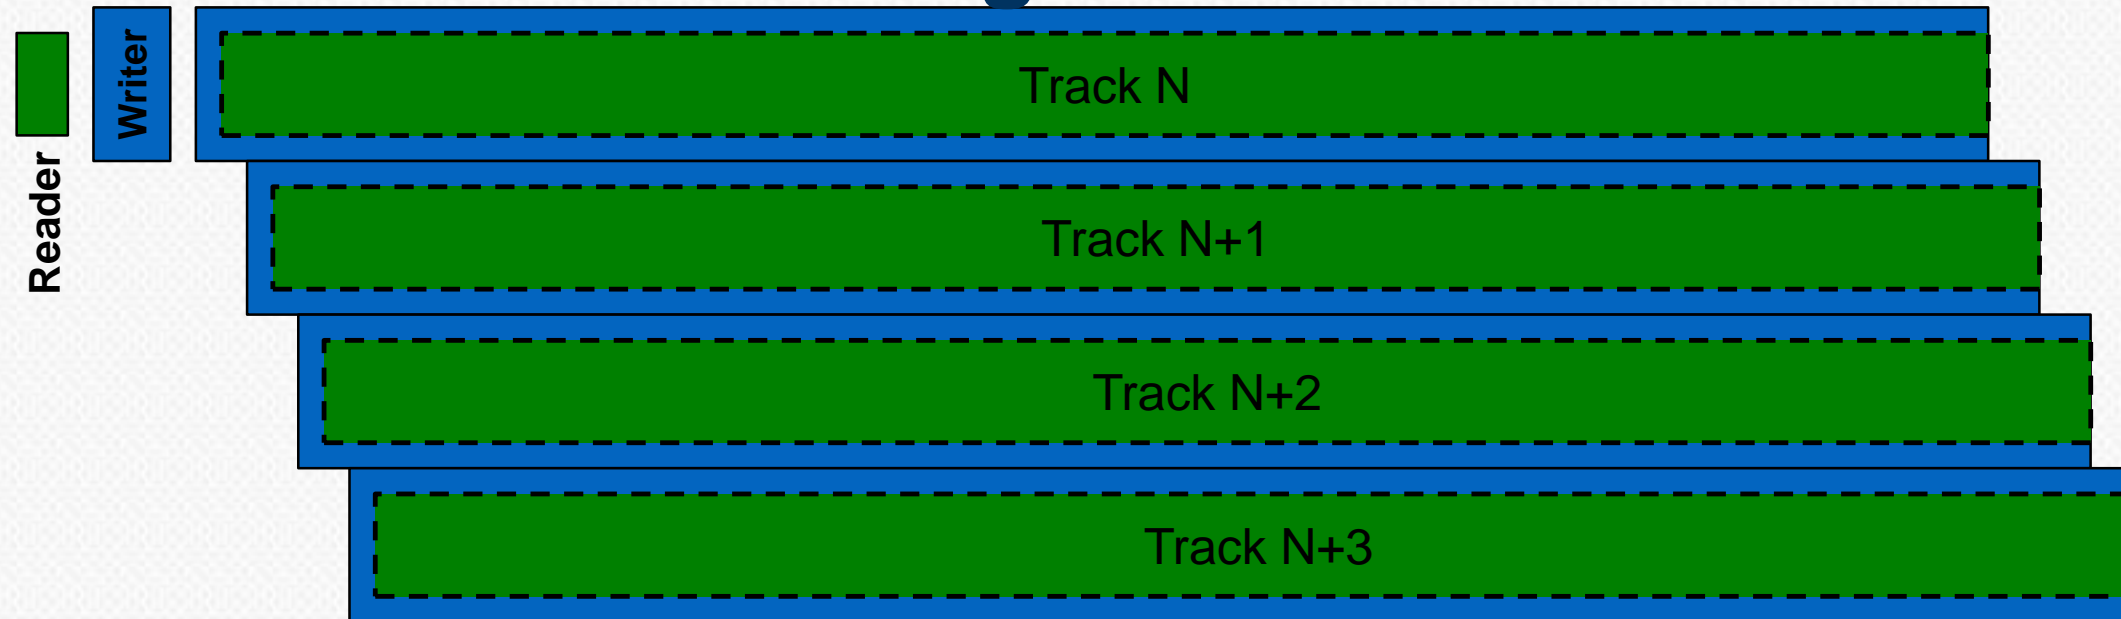 Reader
Writer
Track N
Track N+1
Track N+2
Track N+3